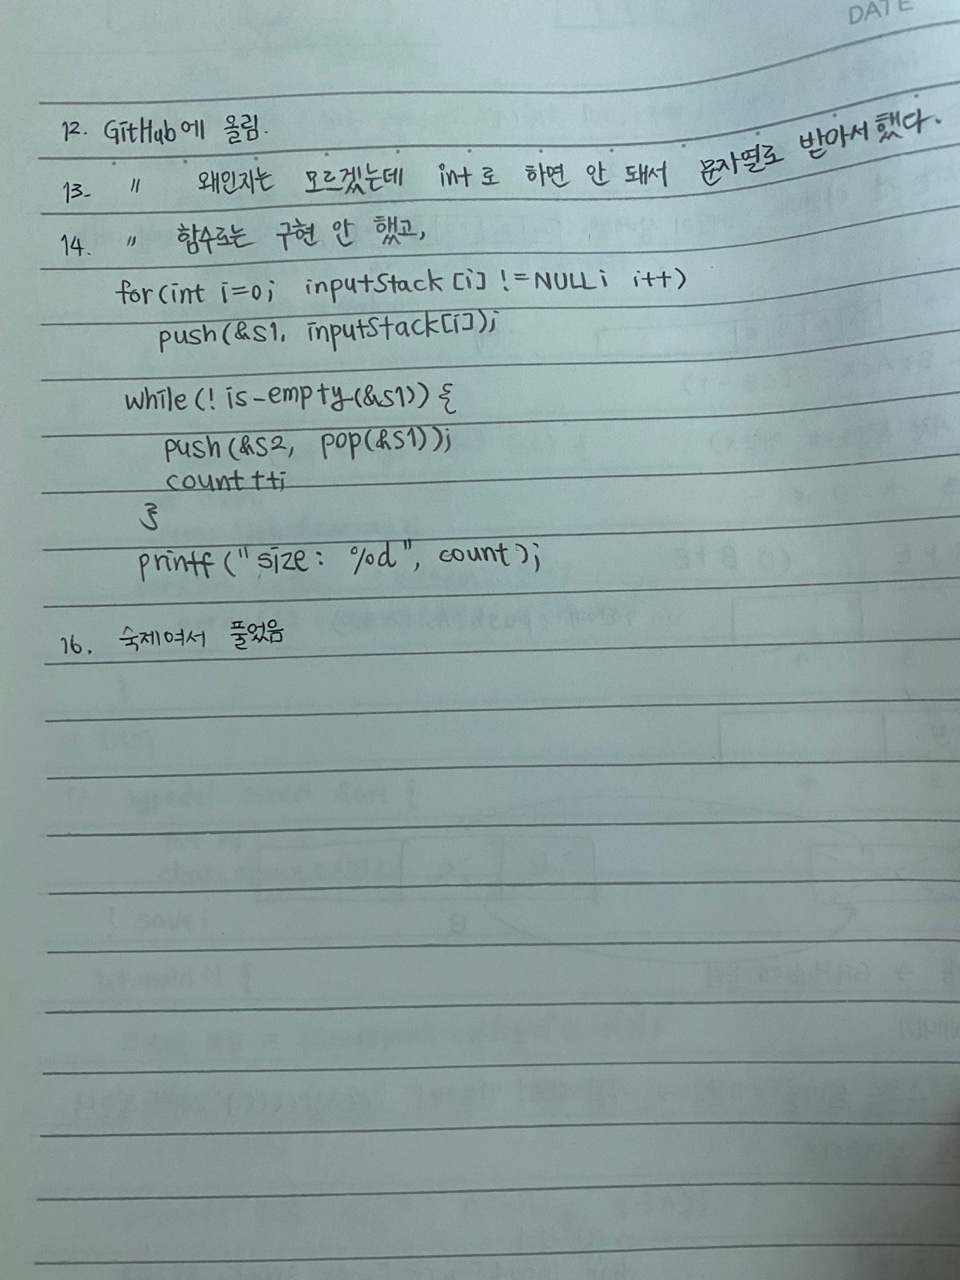 DATE
12. GitHub에 올림.
13. 〃 왜인지는 모르겠는데 int로 하면 안 돼서 문자열로 받아서 했다.
14. 〃 함수로는 구현 안 했고,
for(int i=0; inputStack[i] != NULL; i++)
push(&S1, inputStack[i]);
while(! is_empty(&S1)) {
push(&S2, pop(&S1));
count++;
}
printf("size: %d", count);
16. 숙제여서 풀었음